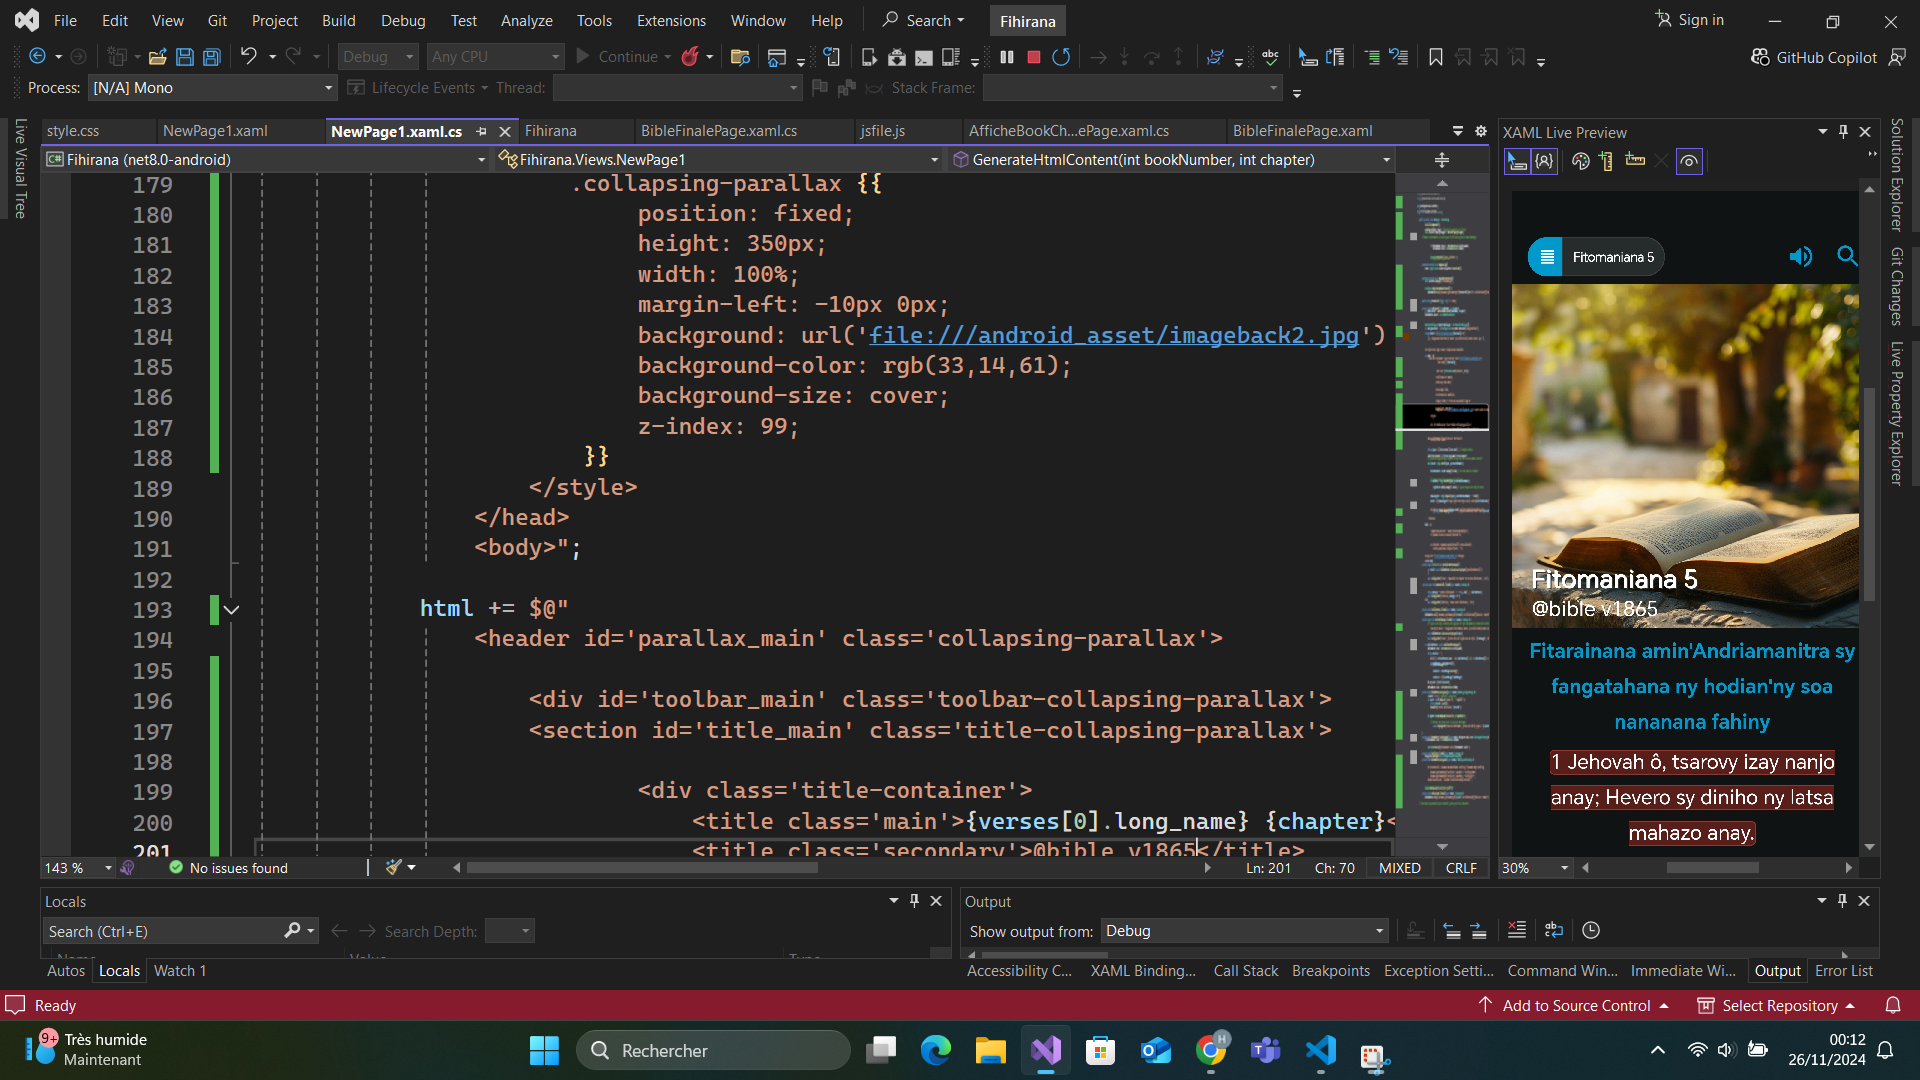 File Edit View Git Project Build Debug Test Analyze Tools Extensions Window Help Search Fihirana Sign in
Debug Any CPU Continue GitHub Copilot
Process: [N/A] Mono Lifecycle Events Thread: Stack Frame:
style.css NewPage1.xaml NewPage1.xaml.cs Fihirana BibleFinalePage.xaml.cs jsfile.js AfficheBookCh...ePage.xaml.cs BibleFinalePage.xaml
Fihirana (net8.0-android) Fihirana.Views.NewPage1 GenerateHtmlContent(int bookNumber, int chapter)
Live Visual Tree
179 .collapsing-parallax {{
180 position: fixed;
181 height: 350px;
182 width: 100%;
183 margin-left: -10px 0px;
184 background: url('file:///android_asset/imageback2.jpg')
185 background-color: rgb(33,14,61);
186 background-size: cover;
187 z-index: 99;
188 }}
189 </style>
190 </head>
191 <body>";
192
193 html += $@"
194 <header id='parallax_main' class='collapsing-parallax'>
195
196 <div id='toolbar_main' class='toolbar-collapsing-parallax'>
197 <section id='title_main' class='title-collapsing-parallax'>
198
199 <div class='title-container'>
200 <title class='main'>{verses[0].long_name} {chapter}<
201 <title class='secondary'>@bible v1865</title>
143 % No issues found Ln: 201 Ch: 70 MIXED CRLF
XAML Live Preview
Fitomaniana 5
Fitomaniana 5
@bible v1865
Fitarainana amin'Andriamanitra sy
fangatahana ny hodian'ny soa
nananana fahiny
1 Jehovah ô, tsarovy izay nanjo
anay; Hevero sy diniho ny latsa
mahazo anay.
30%
Solution Explorer
Git Changes
Live Property Explorer
Locals
Search (Ctrl+E) Search Depth:
Name Value Type
Autos Locals Watch 1
Output
Show output from: Debug
Accessibility C... XAML Binding... Call Stack Breakpoints Exception Setti... Command Win... Immediate Wi... Output Error List
Ready Add to Source Control Select Repository
9+ Très humide
Maintenant
Rechercher
H
00:12
26/11/2024